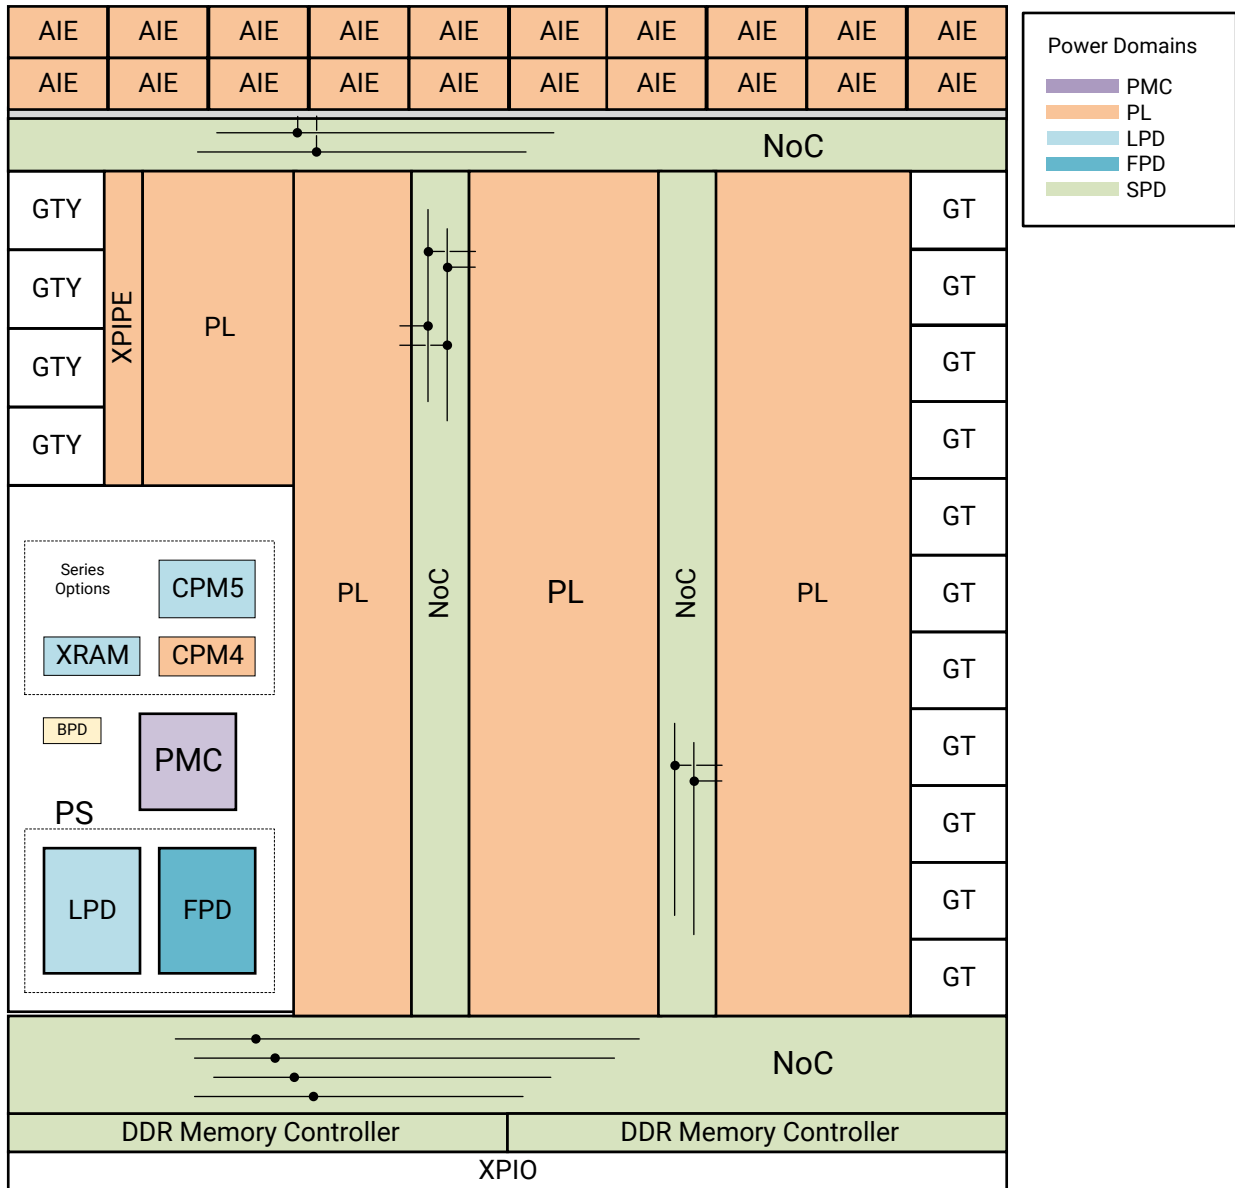 AIE AIE AIE AIE AIE AIE AIE AIE AIE AIE
AIE AIE AIE AIE AIE AIE AIE AIE AIE AIE
NoC
Power Domains
PMC
PL
LPD
FPD
SPD
GTY
GTY
GTY
GTY
XPIPE
PL
GT
GT
GT
GT
GT
GT
GT
GT
GT
GT
GT
Series
Options
CPM5
XRAM
CPM4
BPD
PMC
PS
LPD
FPD
PL
NoC
PL
NoC
PL
NoC
DDR Memory Controller
DDR Memory Controller
XPIO